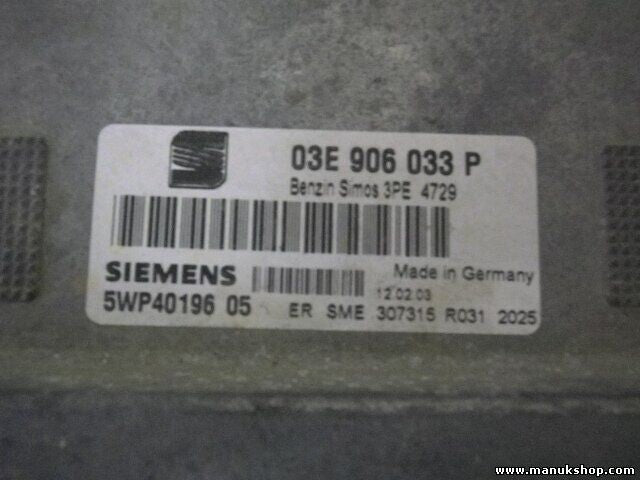 03E 906 033 P
Benzin Simos 3PE 4729
SIEMENS
Made in Germany
5WP40196 05
12.02.03
ER SME 307315 R031 2025
www.manukshop.com